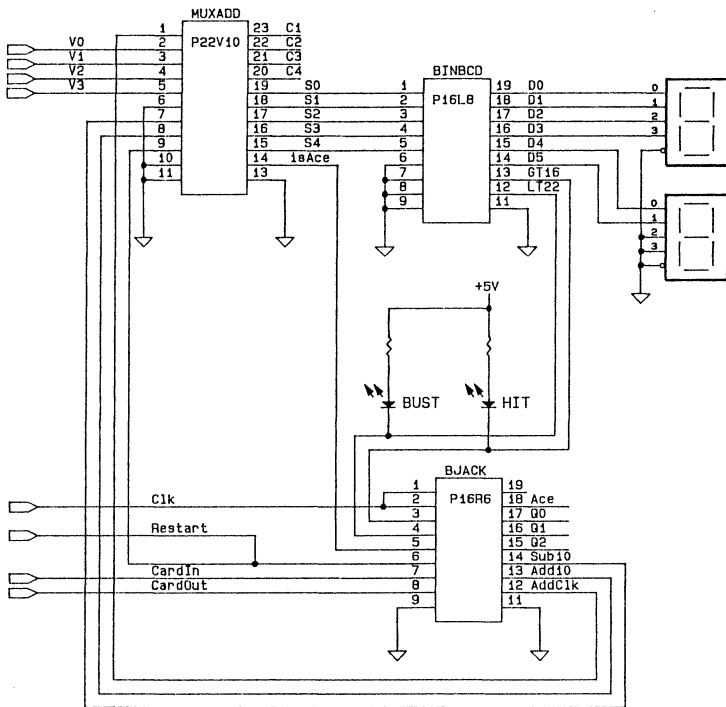 MUXADD
1 23 C1
V0 2 P22V10 22 C2
V1 3 21 C3
V2 4 20 C4
V3 5 19 S0
6 18 S1
7 17 S2
8 16 S3
9 15 S4
10 14 isAce
11 13
BINBCD
1 19 D0
2 P16L8 18 D1
3 17 D2
4 16 D3
5 15 D4
6 14 D5
7 13 GT16
8 12 LT22
9 11
0
1
2
3
0
1
2
3
+5V
BUST HIT
BJACK
1 19
Clk 2 P16R6 18 Ace
3 17 Q0
4 16 Q1
5 15 Q2
Restart 6 14 Sub10
CardIn 7 13 Add10
CardOut 8 12 AddClk
9 11